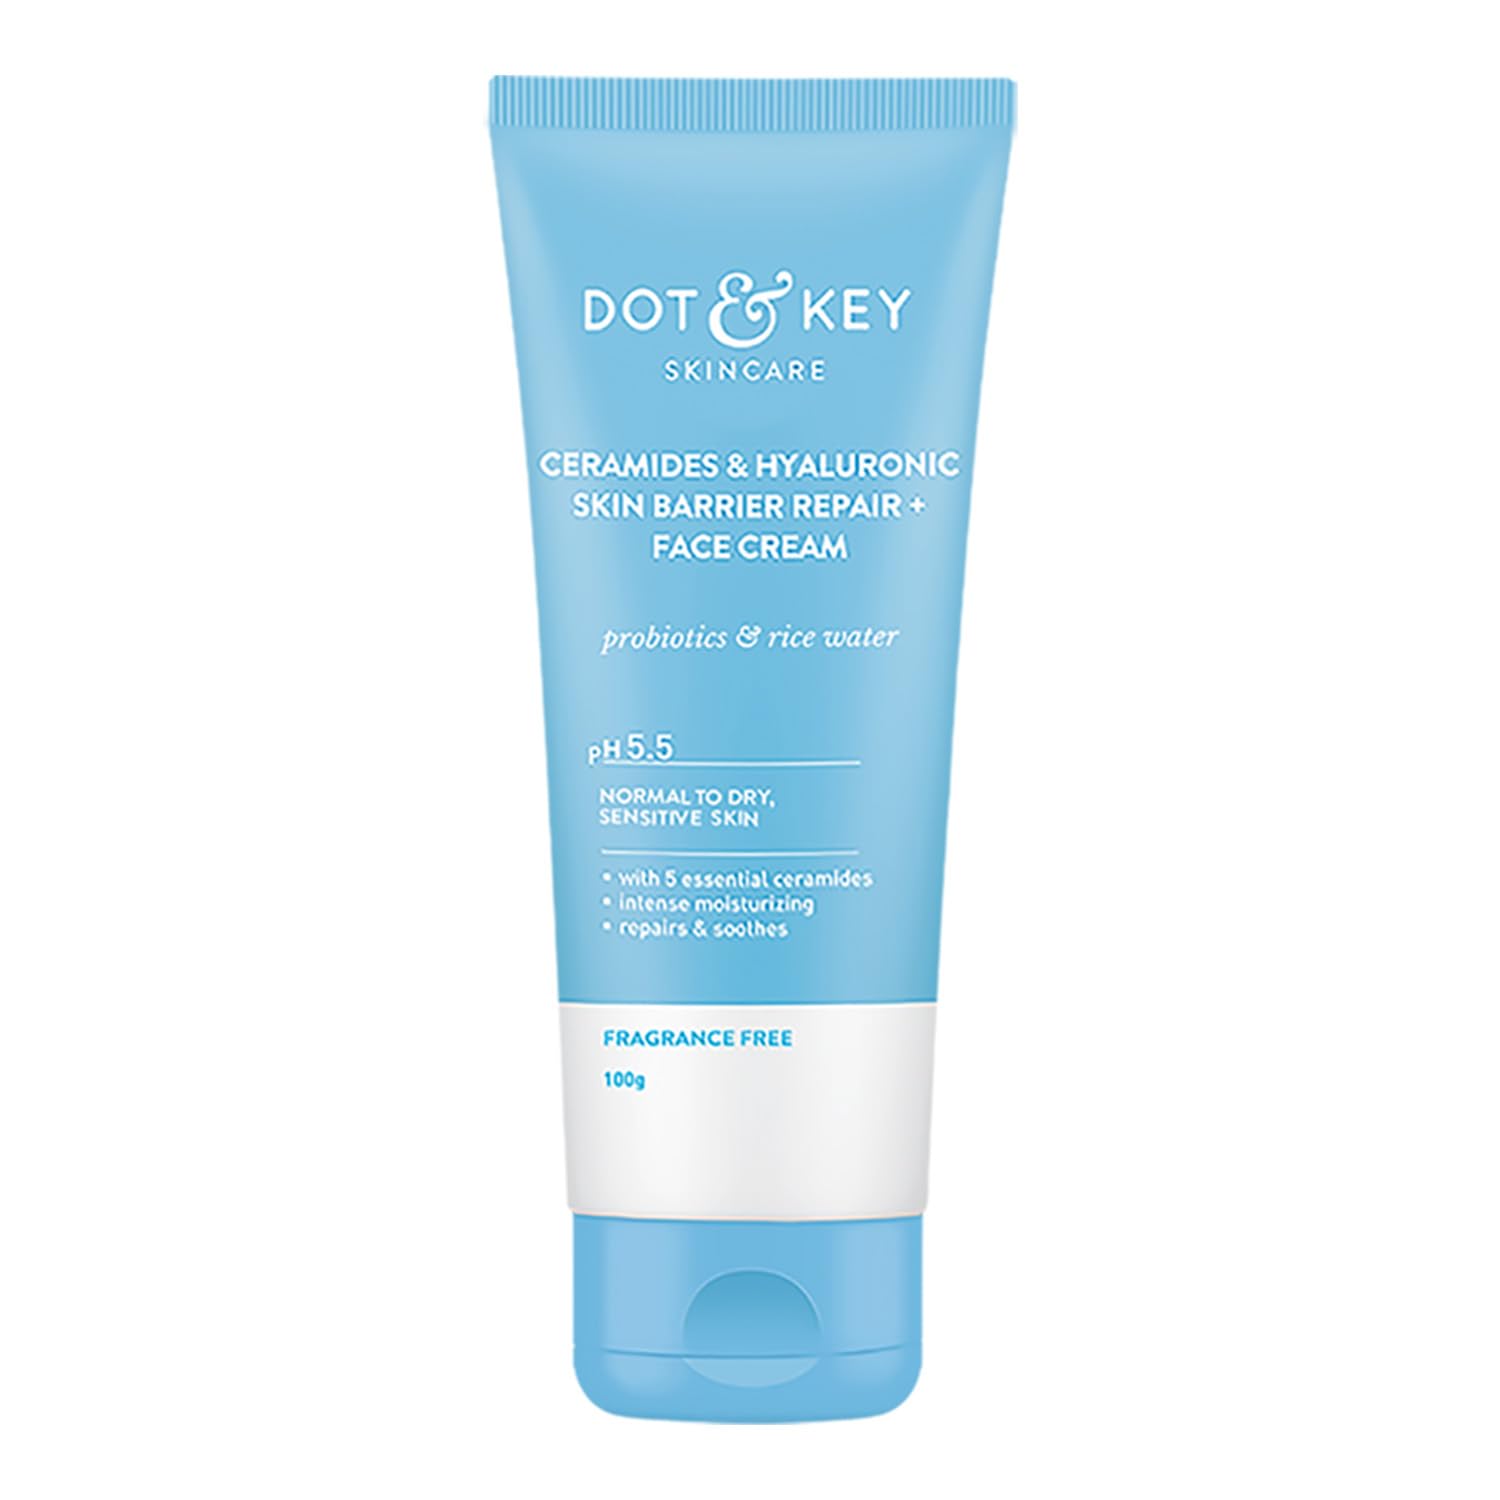 DOT & KEY
SKINCARE
CERAMIDES & HYALURONIC
SKIN BARRIER REPAIR +
FACE CREAM
probiotics & rice water
pH 5.5
NORMAL TO DRY,
SENSITIVE SKIN
• with 5 essential ceramides
• intense moisturizing
• repairs & soothes
FRAGRANCE FREE
100g